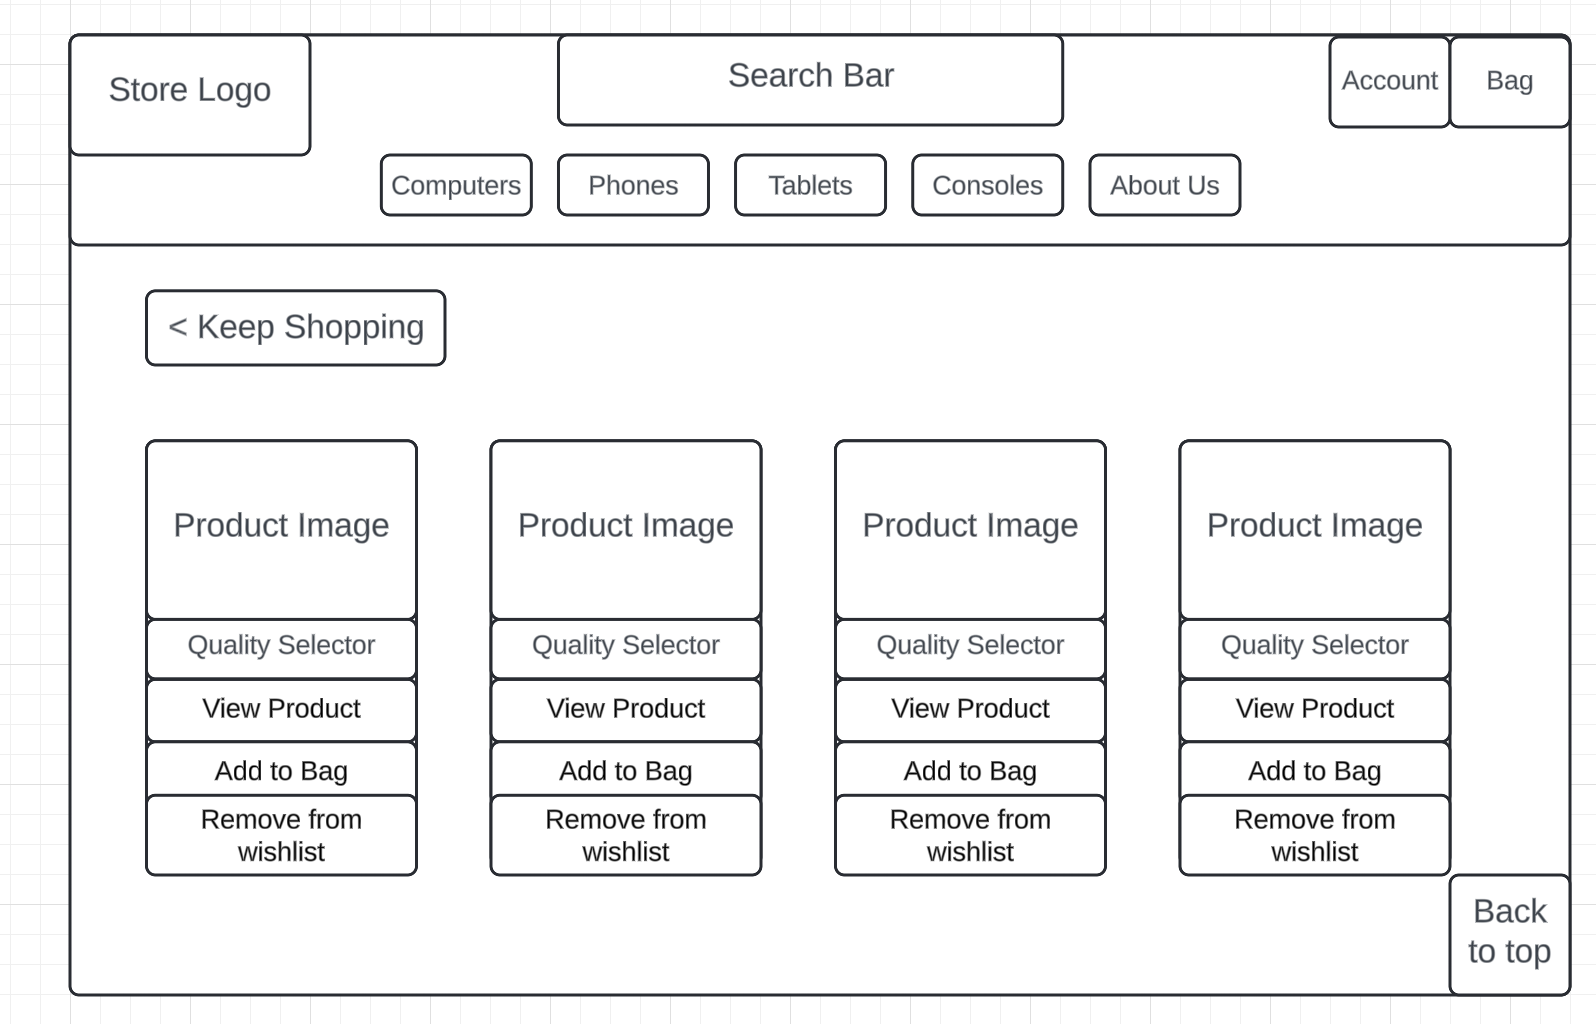 Store Logo
Search Bar
Account
Bag
Computers
Phones
Tablets
Consoles
About Us
< Keep Shopping
Product Image
Product Image
Product Image
Product Image
Quality Selector
Quality Selector
Quality Selector
Quality Selector
View Product
View Product
View Product
View Product
Add to Bag
Add to Bag
Add to Bag
Add to Bag
Remove from
wishlist
Remove from
wishlist
Remove from
wishlist
Remove from
wishlist
Back
to top